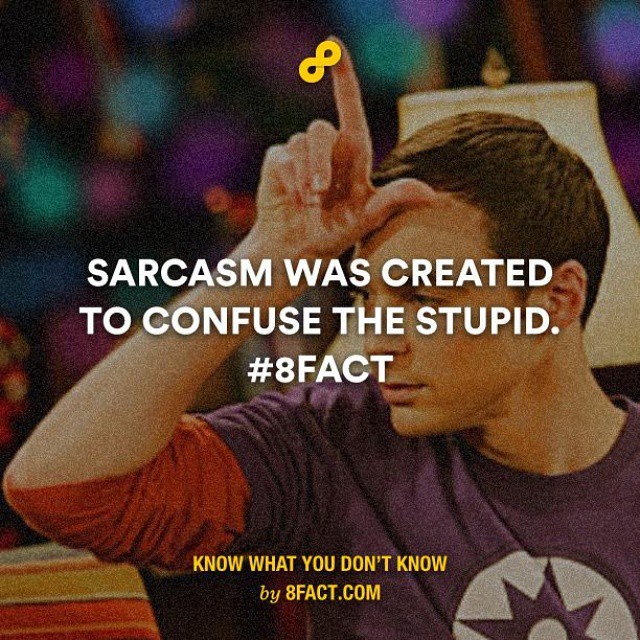 SARCASM WAS CREATED
TO CONFUSE THE STUPID.
#8FACT
KNOW WHAT YOU DON'T KNOW
by 8FACT.COM